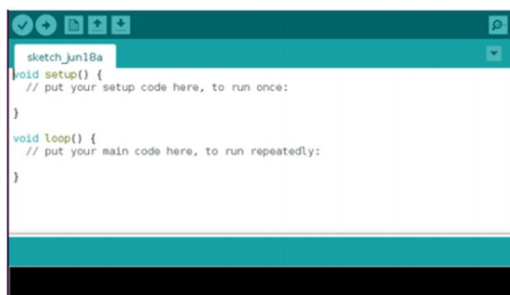 sketch_jun18a
void setup() {
  // put your setup code here, to run once:

}

void loop() {
  // put your main code here, to run repeatedly:

}